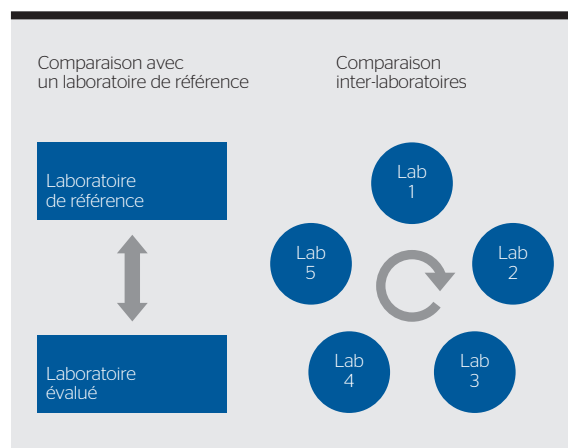 Comparaison avec
un laboratoire de référence
Laboratoire
de référence
Laboratoire
évalué
Comparaison
inter-laboratoires
Lab
1
Lab
2
Lab
3
Lab
4
Lab
5